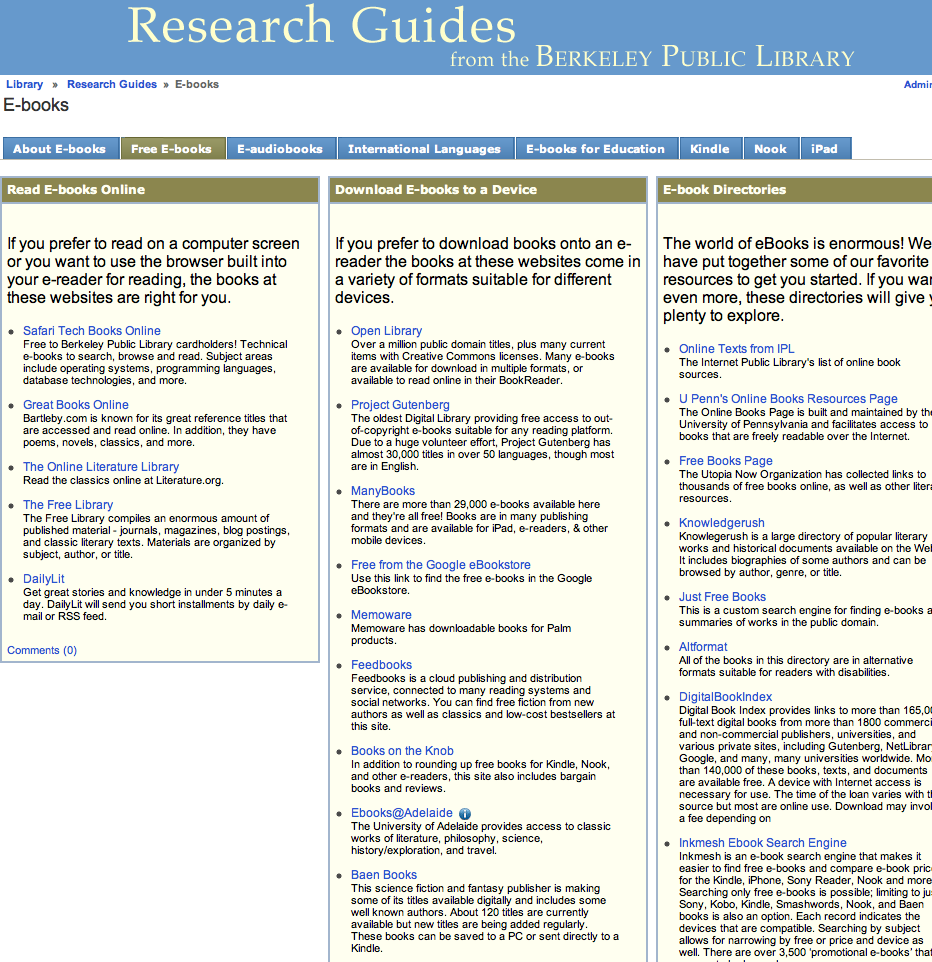 Research Guides
from the BERKELEY PUBLIC LIBRARY
Library » Research Guides » E-books
Admin
E-books
About E-books
Free E-books
E-audiobooks
International Languages
E-books for Education
Kindle
Nook
iPad
Read E-books Online
If you prefer to read on a computer screen
or you want to use the browser built into
your e-reader for reading, the books at
these websites are right for you.
Safari Tech Books Online
Free to Berkeley Public Library cardholders! Technical
e-books to search, browse and read. Subject areas
include operating systems, programming languages,
database technologies, and more.
Great Books Online
Bartleby.com is known for its great reference titles that
are accessed and read online. In addition, they have
poems, novels, classics, and more.
The Online Literature Library
Read the classics online at Literature.org.
The Free Library
The Free Library compiles an enormous amount of
published material - journals, magazines, blog postings,
and classic literary texts. Materials are organized by
subject, author, or title.
DailyLit
Get great stories and knowledge in under 5 minutes a
day. DailyLit will send you short installments by daily e-
mail or RSS feed.
Comments (0)
Download E-books to a Device
If you prefer to download books onto an e-
reader the books at these websites come in
a variety of formats suitable for different
devices.
Open Library
Over a million public domain titles, plus many current
items with Creative Commons licenses. Many e-books
are available for download in multiple formats, or
available to read online in their BookReader.
Project Gutenberg
The oldest Digital Library providing free access to out-
of-copyright e-books suitable for any reading platform.
Due to a huge volunteer effort, Project Gutenberg has
almost 30,000 titles in over 50 languages, though most
are in English.
ManyBooks
There are more than 29,000 e-books available here
and they're all free! Books are in many publishing
formats and are available for iPad, e-readers, & other
mobile devices.
Free from the Google eBookstore
Use this link to find the free e-books in the Google
eBookstore.
Memoware
Memoware has downloadable books for Palm
products.
Feedbooks
Feedbooks is a cloud publishing and distribution
service, connected to many reading systems and
social networks. You can find free fiction from new
authors as well as classics and low-cost bestsellers at
this site.
Books on the Knob
In addition to rounding up free books for Kindle, Nook,
and other e-readers, this site also includes bargain
books and reviews.
Ebooks@Adelaide
The University of Adelaide provides access to classic
works of literature, philosophy, science,
history/exploration, and travel.
Baen Books
This science fiction and fantasy publisher is making
some of its titles available digitally and includes some
well known authors. About 120 titles are currently
available but new titles are being added regularly.
These books can be saved to a PC or sent directly to a
Kindle.
E-book Directories
The world of eBooks is enormous! We
have put together some of our favorite
resources to get you started. If you
even more, these directories will give
plenty to explore.
Online Texts from IPL
The Internet Public Library's list of online book
sources.
U Penn's Online Books Resources Page
The Online Books Page is built and maintained by the
University of Pennsylvania and facilitates access to
books that are freely readable over the Internet.
Free Books Page
The Utopia Now Organization has collected links to
thousands of free books online, as well as other
resources.
Knowledgerush
Knowlegerush is a large directory of popular literary
works and historical documents available on the
It includes biographies of some authors and can be
browsed by author, genre, or title.
Just Free Books
This is a custom search engine for finding e-books
summaries of works in the public domain.
Altformat
All of the books in this directory are in alternative
formats suitable for readers with disabilities.
DigitalBookIndex
Digital Book Index provides links to more than
full-text digital books from more than 1800
and non-commercial publishers, universities, and
various private sites, including Gutenberg, NetLibrary
Google, and many, many universities worldwide.
than 140,000 of these books, texts, and documents
are available free. A device with Internet access is
necessary for use. The time of the loan varies with
source but most are online use. Download may
a fee depending on
Inkmesh Ebook Search Engine
Inkmesh is an e-book search engine that makes it
easier to find free e-books and compare e-book
for the Kindle, iPhone, Sony Reader, Nook and more
Searching only free e-books is possible; limiting to
Sony, Kobo, Kindle, Smashwords, Nook, and Baen
books is also an option. Each record indicates the
devices that are compatible. Searching by subject
allows for narrowing by free or price and device as
well. There are over 3,500 'promotional e-books'